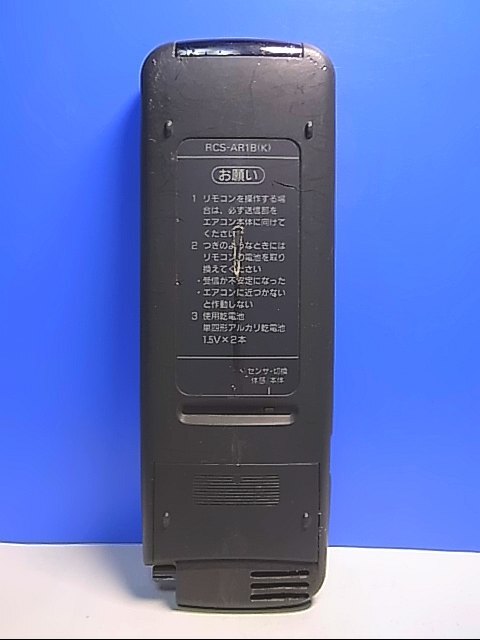 RCS-AR1B(K)
お願い
1 リモコンを操作する場
合は、必ず送信部を
エアコン本体に向けて
ください
2 つぎのようなときには
リモコンの電池を取り
換えてください
・受信が不安定になった
・エアコンに近づかない
と作動しない
3 使用乾電池
単四形アルカリ乾電池
1.5V×2本
センサ・切換
体感 本体